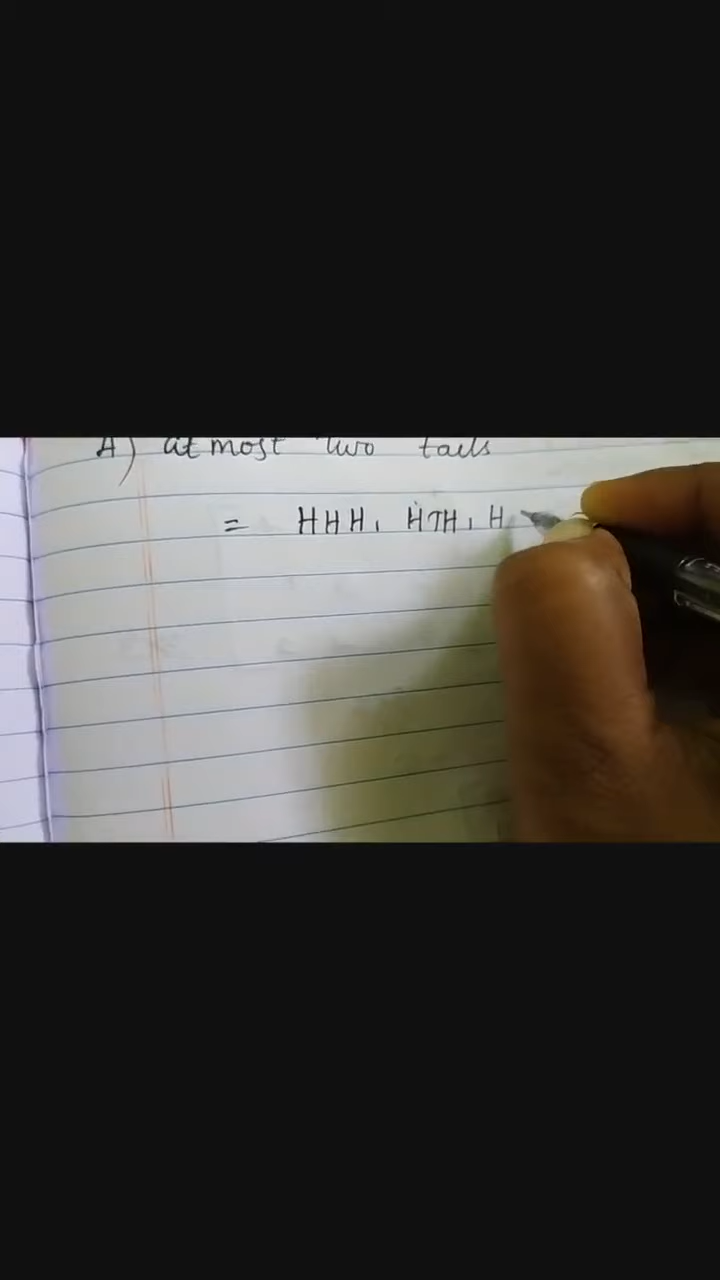 A) at most two tails
= HHH, HTH, H